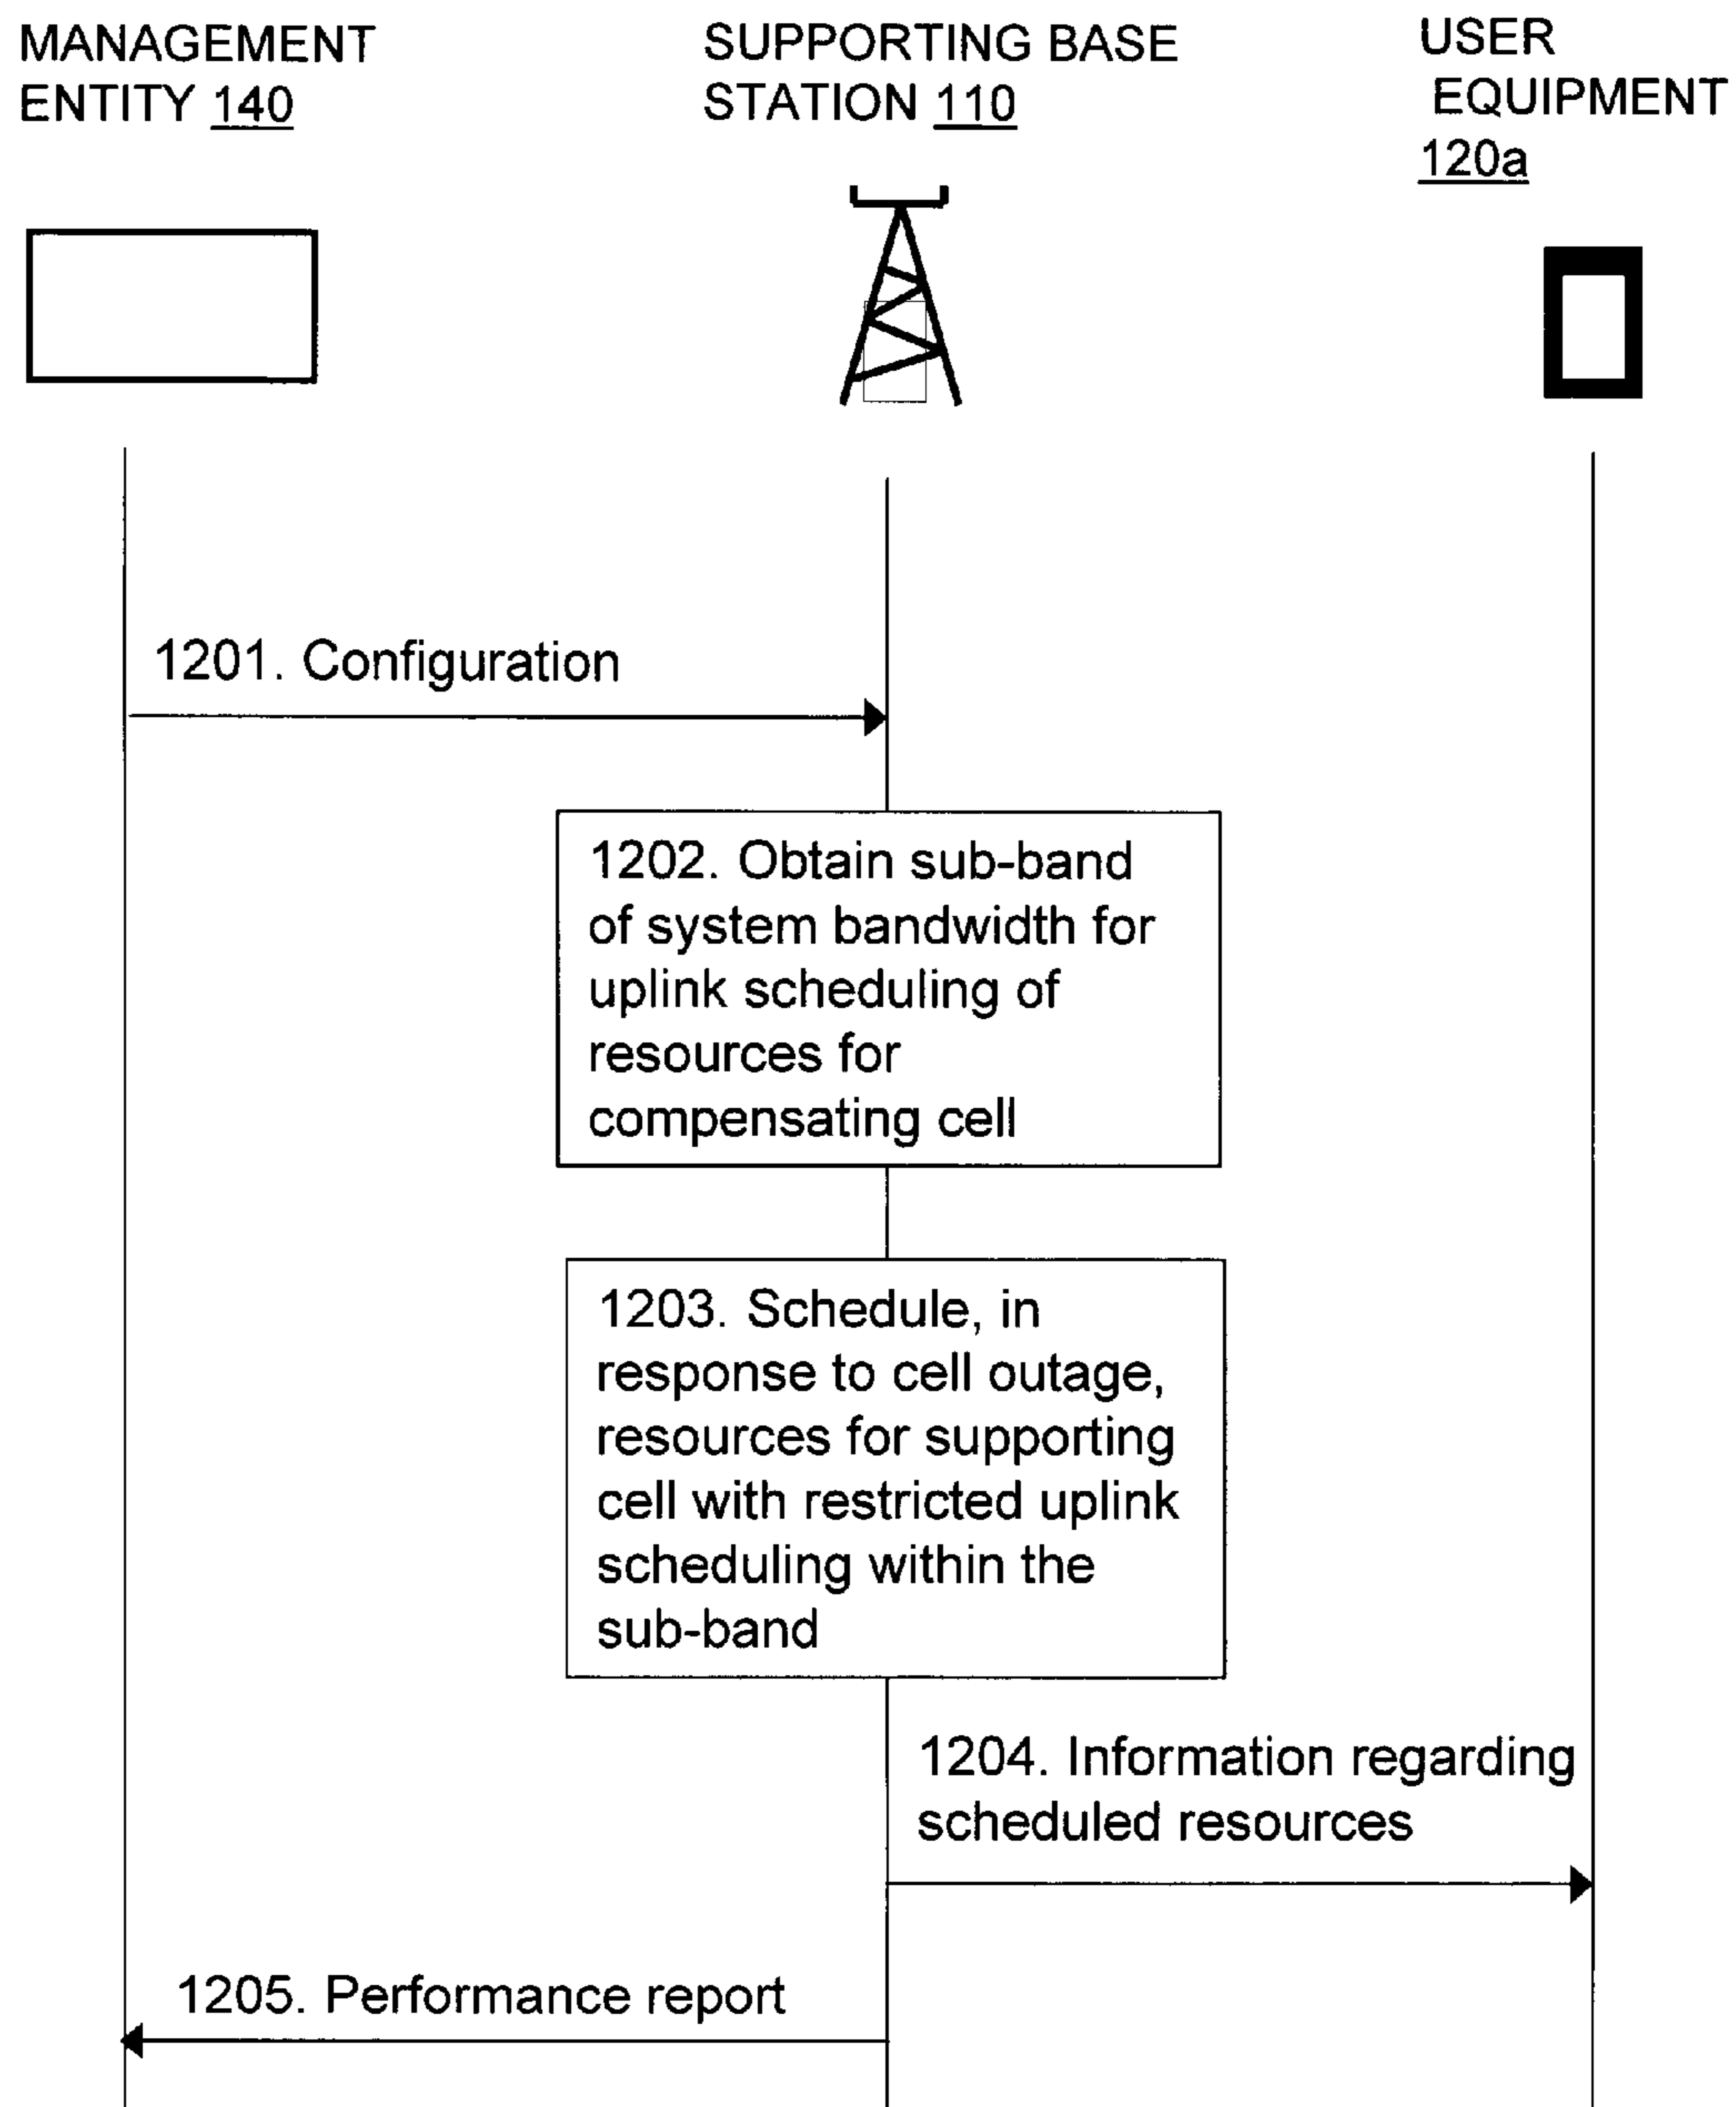 MANAGEMENT
ENTITY 140
SUPPORTING BASE
STATION 110
USER
EQUIPMENT
120a
1201. Configuration
1202. Obtain sub-band
of system bandwidth for
uplink scheduling of
resources for
compensating cell
1203. Schedule, in
response to cell outage,
resources for supporting
cell with restricted uplink
scheduling within the
sub-band
1204. Information regarding
scheduled resources
1205. Performance report